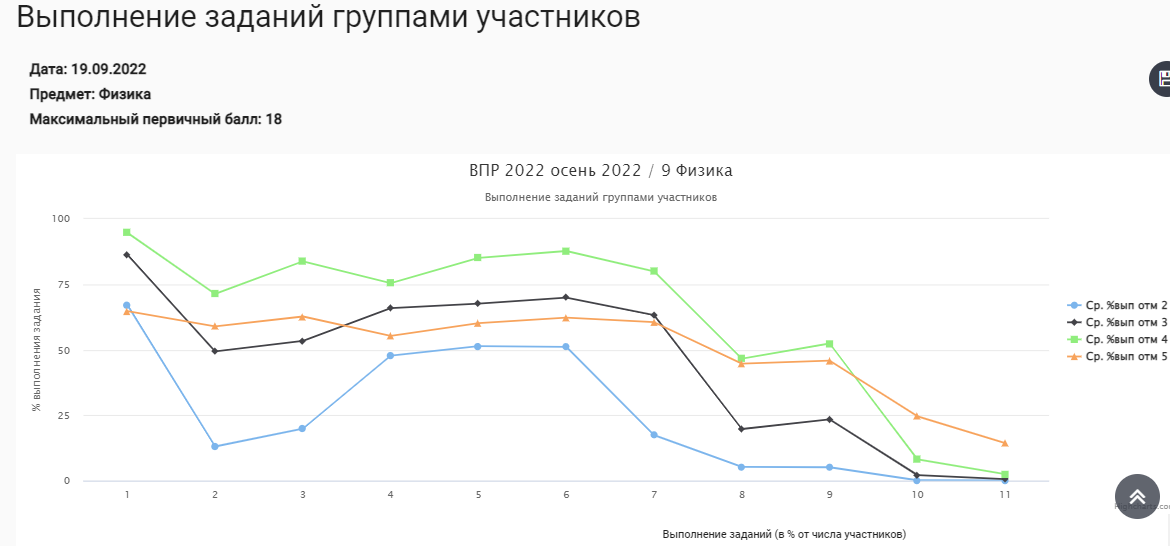 Выполнение заданий группами участников
Дата: 19.09.2022
Предмет: Физика
Максимальный первичный балл: 18
ВПР 2022 осень 2022 / 9 Физика
Выполнение заданий группами участников
% выполнения задания
100
75
50
25
0
1 2 3 4 5 6 7 8 9 10 11
Ср. %вып отм 2
Ср. %вып отм 3
Ср. %вып отм 4
Ср. %вып отм 5
Выполнение заданий (в % от числа участников)